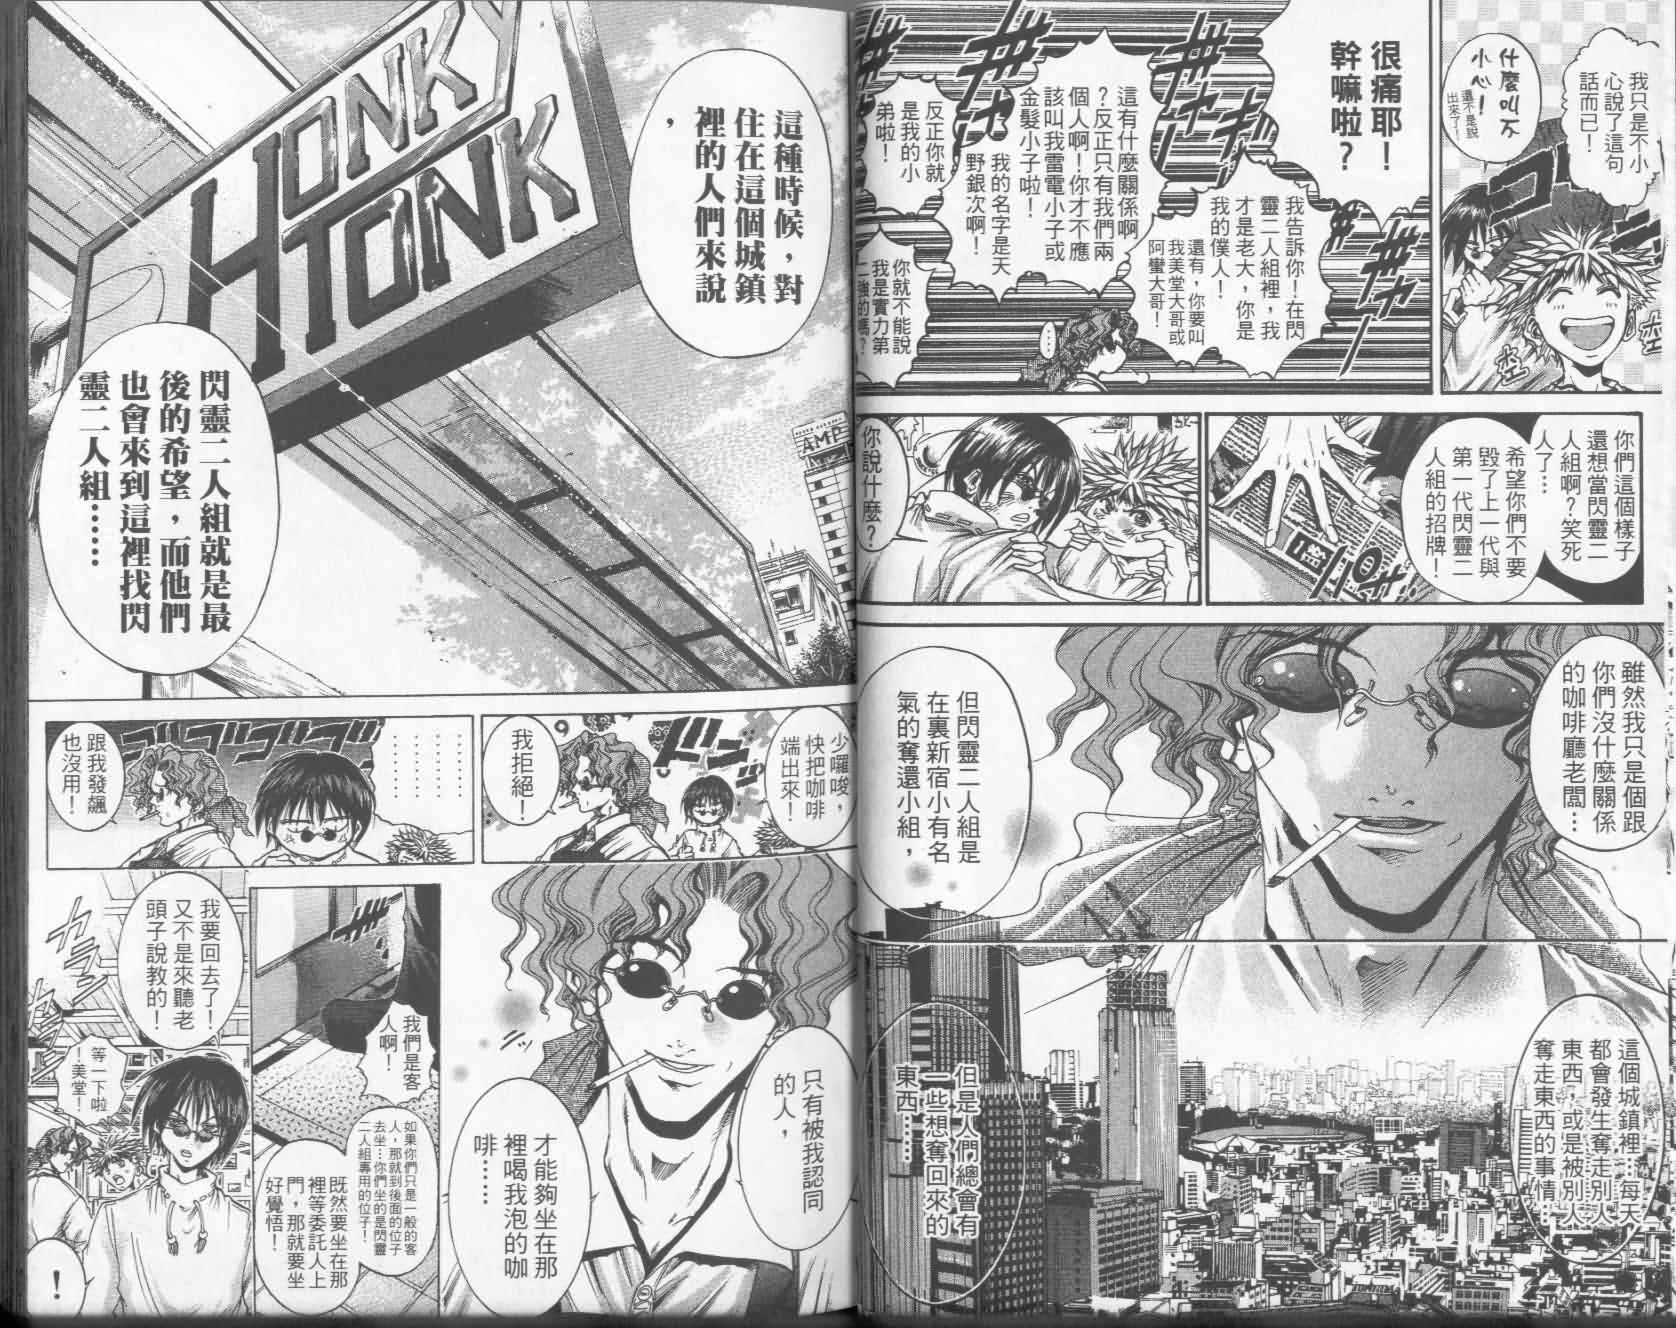 我只是不小
心說了這句
話而已！
什麼叫不
小心！
還不是說
出來了！
很痛耶！
幹嘛啦？
我告訴你！在閃
靈二人組裡，我
才是老大，你是
我的僕人！
還有，你要叫
我美堂大哥或
阿蠻大哥！
這有什麼關係啊
？反正只有我們兩
個人啊！你才不應
該叫我雷電小子或
金髮小子啦！
我的名字是天
野銀次啊！
反正你就
是我的小
弟啦！
你就不能說
我是實力第
二強的嗎？
‥‥
你們這個樣子
還想當閃靈二
人組啊？笑死
人了…
希望你們不要
毀了上一代與
第一代閃靈二
人組的招牌！
你說什麼？
雖然我只是個跟
你們沒什麼關係
的咖啡廳老闆…
但閃靈二人組是
在裏新宿小有名
氣的奪還小組，
這個城鎮裡…每天
都會發生奪走別人
東西，或是被別人
奪走東西的事情…
但是人們總會有
一些想奪回來的
東西……
HONKY
TONK
AMP
這種時候，對
住在這個城鎮
裡的人們來說
，
閃靈二人組就是最
後的希望，而他們
也會來到這裡找閃
靈二人組……
少囉唆，
快把咖啡
端出來！
我拒絕！
跟我發飆
也沒用！
只有被我認同
的人，
才能夠坐在那
裡喝我泡的咖
啡……
我們是客
人啊！
如果你們只是一般的客
人，那就到後面的位子
去坐…你們坐的是閃靈
二人組專用的位子！
既然要坐在那
裡等委託人上
門，那就要坐
好覺悟！
我要回去了！
又不是來聽老
頭子說教的！
等一下啦
！美堂！
！